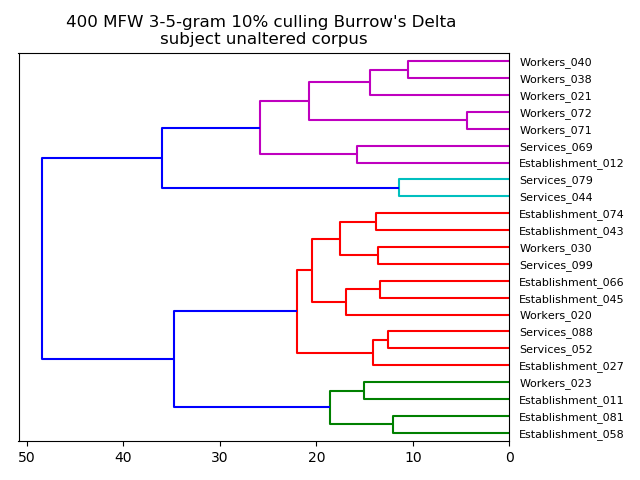 400 MFW 3-5-gram 10% culling Burrow's Delta
subject unaltered corpus
Workers_040
Workers_038
Workers_021
Workers_072
Workers_071
Services_069
Establishment_012
Services_079
Services_044
Establishment_074
Establishment_043
Workers_030
Services_099
Establishment_066
Establishment_045
Workers_020
Services_088
Services_052
Establishment_027
Workers_023
Establishment_011
Establishment_081
Establishment_058
50 40 30 20 10 0